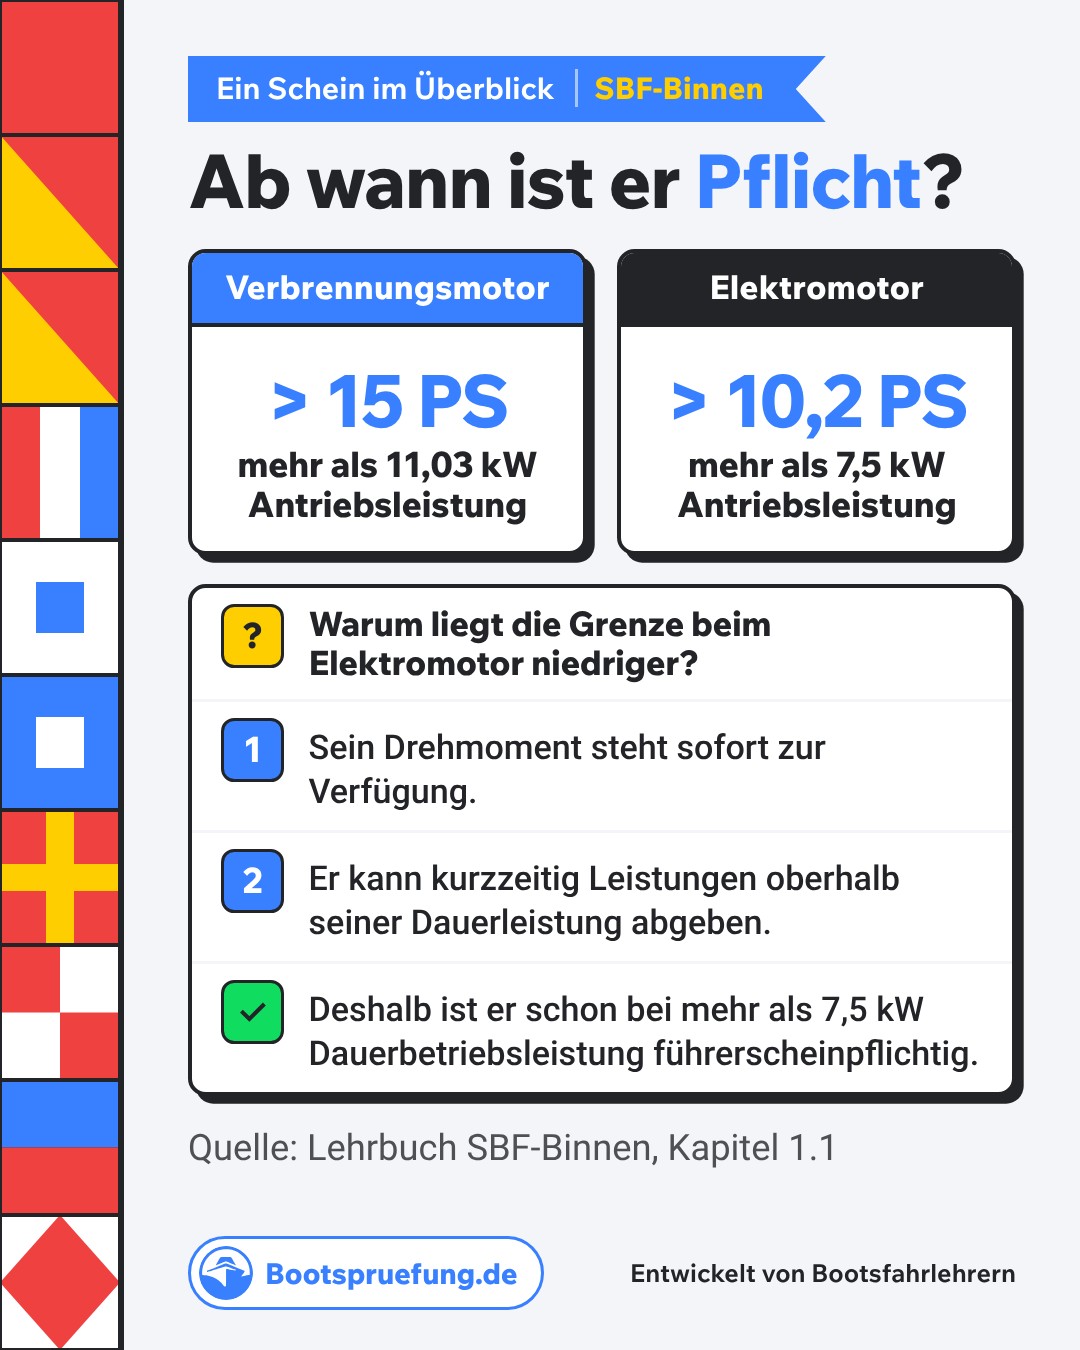 Ein Schein im Überblick | SBF-Binnen
Ab wann ist er Pflicht?
Verbrennungsmotor
> 15 PS
mehr als 11,03 kW
Antriebsleistung
Elektromotor
> 10,2 PS
mehr als 7,5 kW
Antriebsleistung
? Warum liegt die Grenze beim
Elektromotor niedriger?
1 Sein Drehmoment steht sofort zur
Verfügung.
2 Er kann kurzzeitig Leistungen oberhalb
seiner Dauerleistung abgeben.
Deshalb ist er schon bei mehr als 7,5 kW
Dauerbetriebsleistung führerscheinpflichtig.
Quelle: Lehrbuch SBF-Binnen, Kapitel 1.1
Bootspruefung.de
Entwickelt von Bootsfahrlehrern